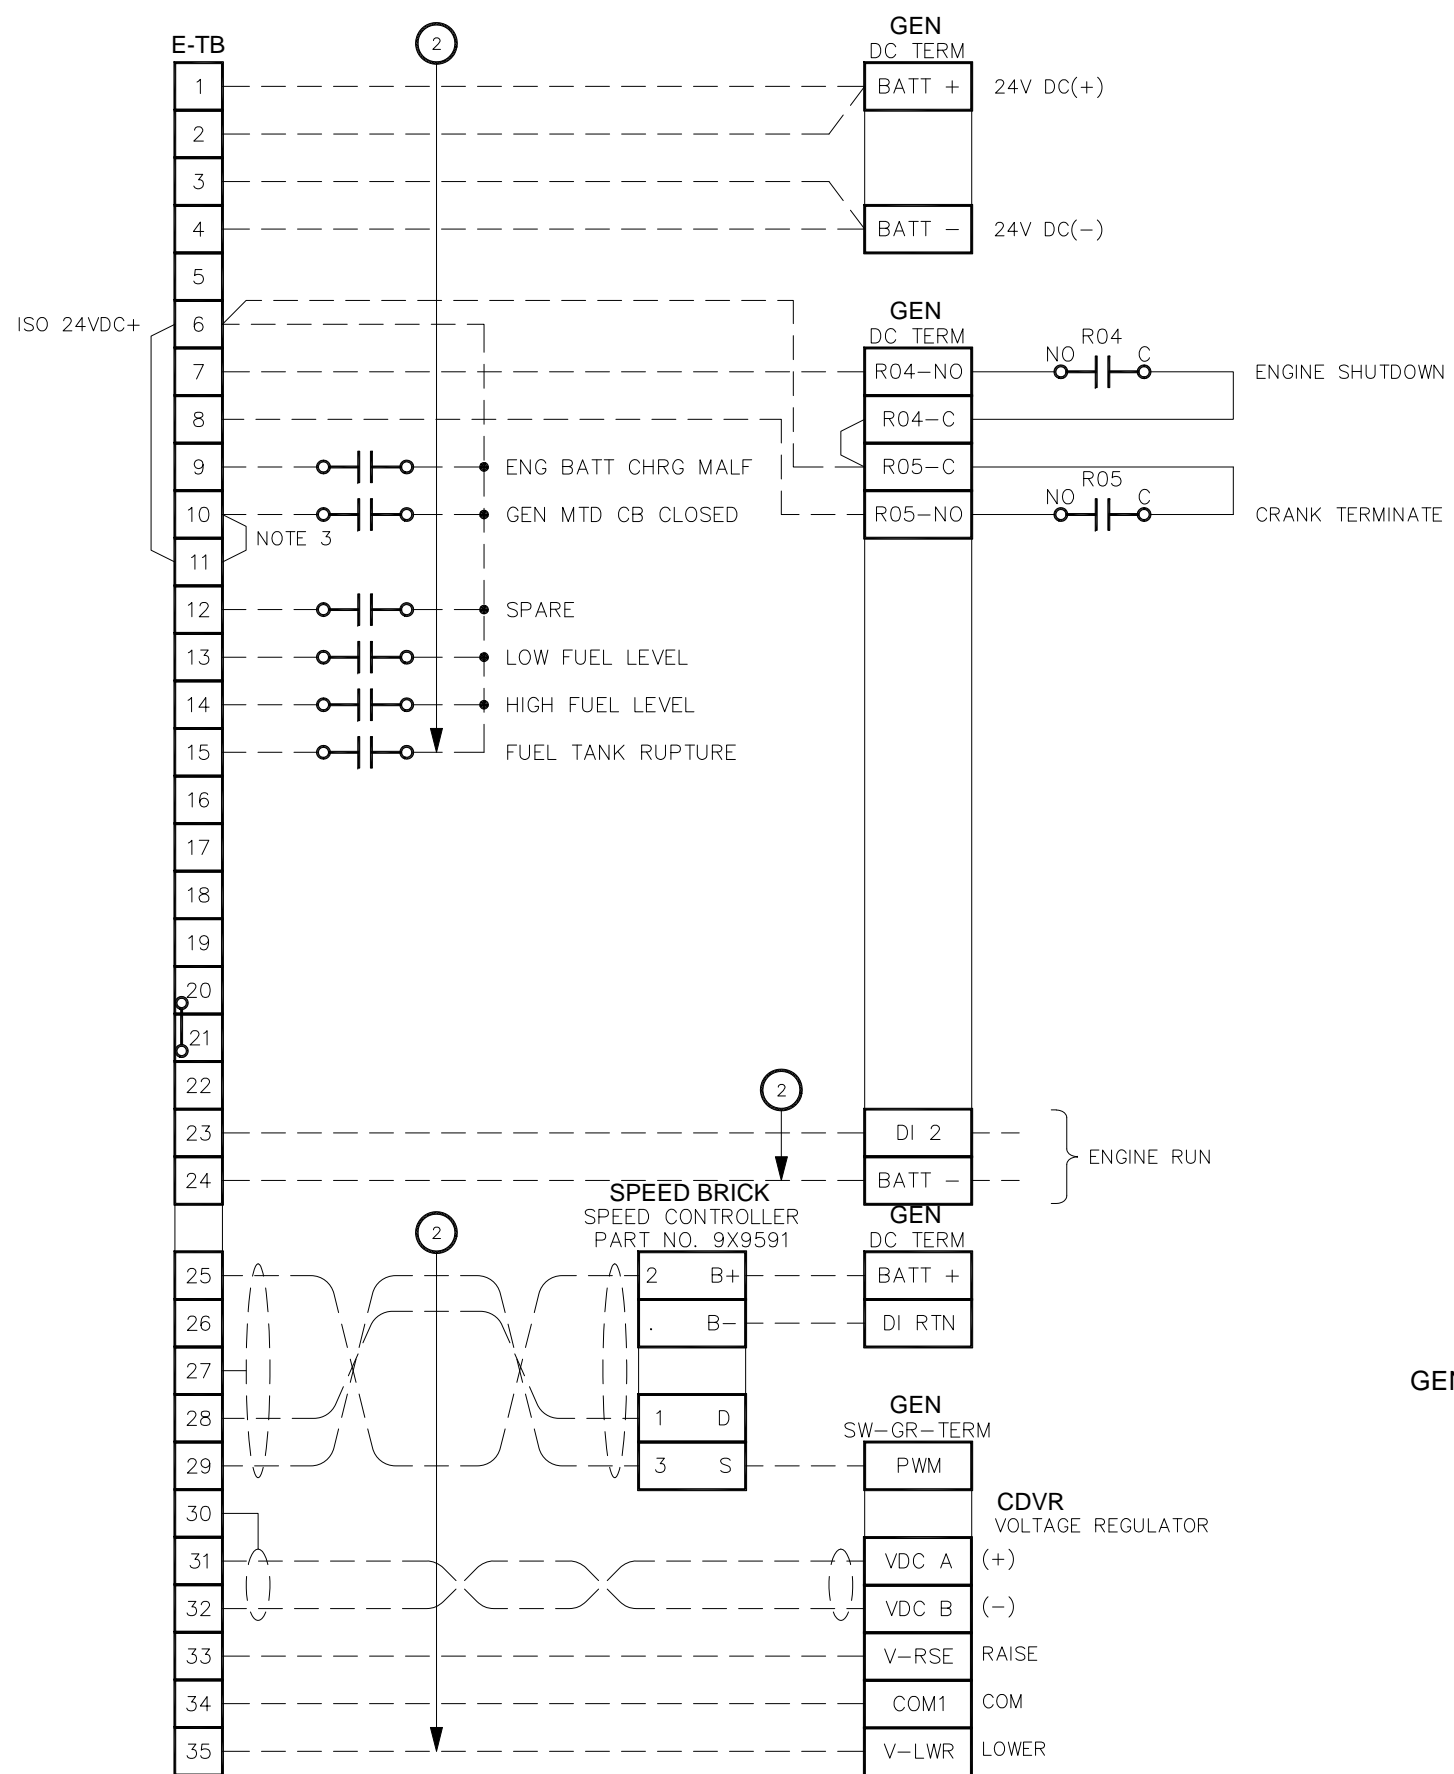 GEN
E-TB
2
DC TERM
1
BATT +
24V DC(+)
2
3
4
BATT -
24V DC(-)
5
GEN
ISO 24VDC+
6
DC TERM
R04
NO
C
7
R04-NO
ENGINE SHUTDOWN
8
R04-C
9
ENG BATT CHRG MALF
R05-C
R05
NO
C
10
GEN MTD CB CLOSED
R05-NO
CRANK TERMINATE
NOTE 3
11
12
SPARE
13
LOW FUEL LEVEL
14
HIGH FUEL LEVEL
15
FUEL TANK RUPTURE
16
17
18
19
20
21
22
2
23
DI 2
ENGINE RUN
24
BATT -
SPEED BRICK
SPEED CONTROLLER
PART NO. 9X9591
GEN
DC TERM
2
25
2 B+
BATT +
26
. B-
DI RTN
27
GEN
28
1 D
GEN
SW-GR-TERM
29
3 S
PWM
30
CDVR
VOLTAGE REGULATOR
31
VDC A
(+)
32
VDC B
(-)
33
V-RSE
RAISE
34
COM1
COM
35
V-LWR
LOWER